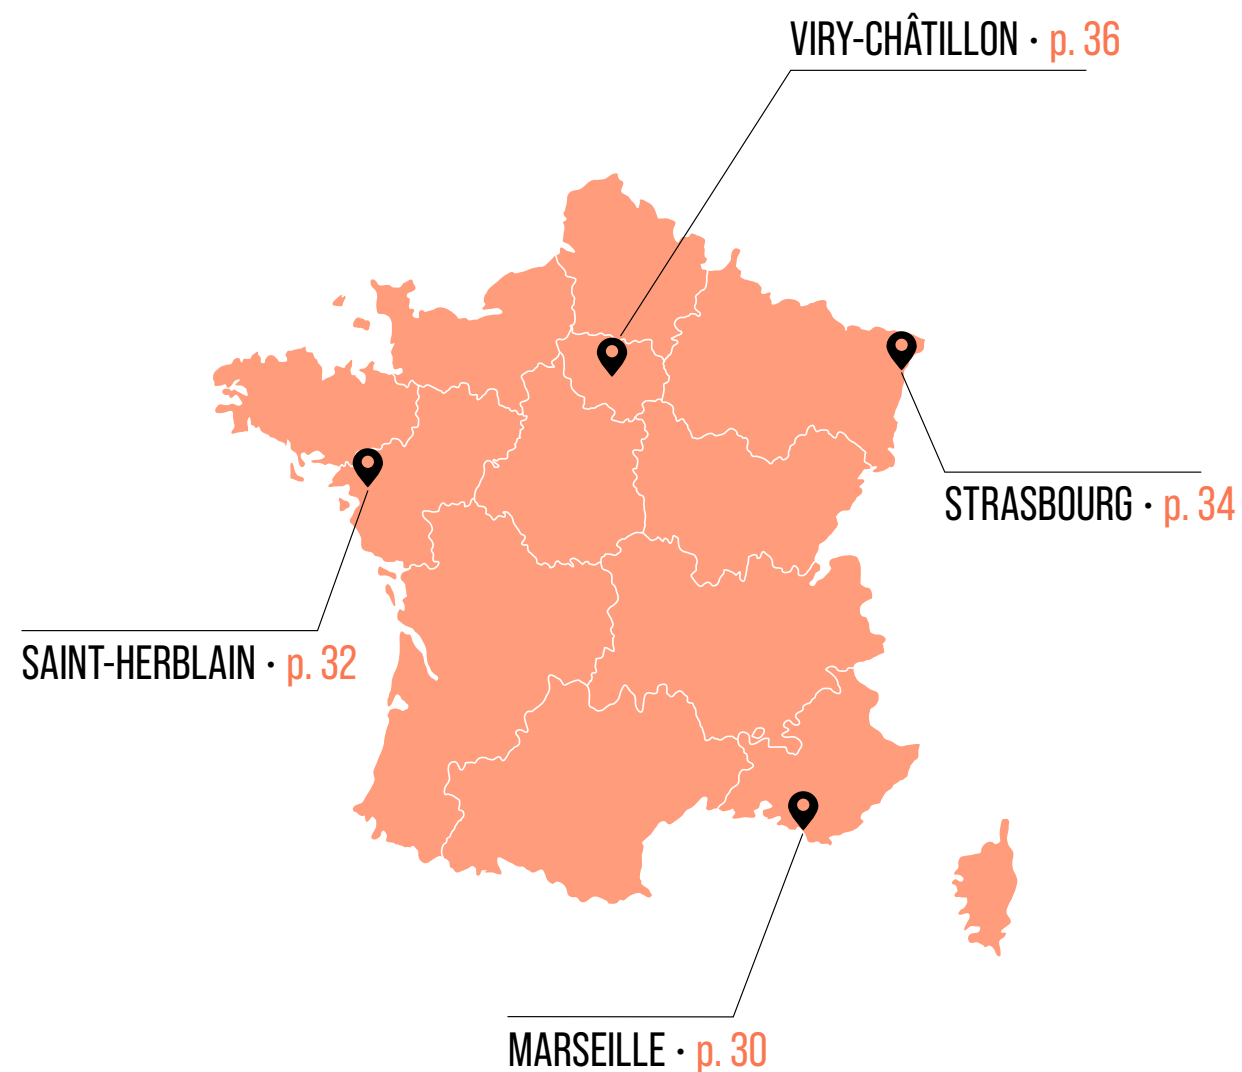 VIRY-CHÂTILLON · p. 36
STRASBOURG · p. 34
SAINT-HERBLAIN · p. 32
MARSEILLE · p. 30